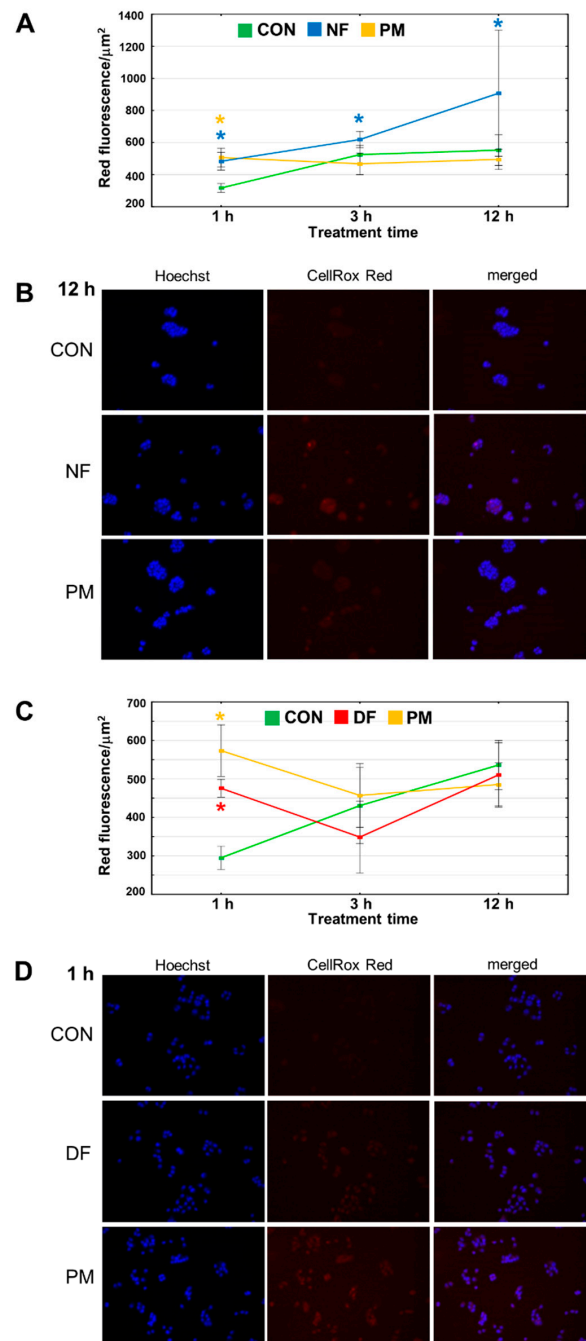 A
1400
1200
1000
800
600
400
200
Red fluorescence/µm²
CON NF PM
*
*
*
*
1 h 3 h 12 h
Treatment time
B
12 h
Hoechst CellRox Red merged
CON
NF
PM
C
700
600
500
400
300
200
Red fluorescence/µm²
CON DF PM
*
*
1 h 3 h 12 h
Treatment time
D
1 h
Hoechst CellRox Red merged
CON
DF
PM